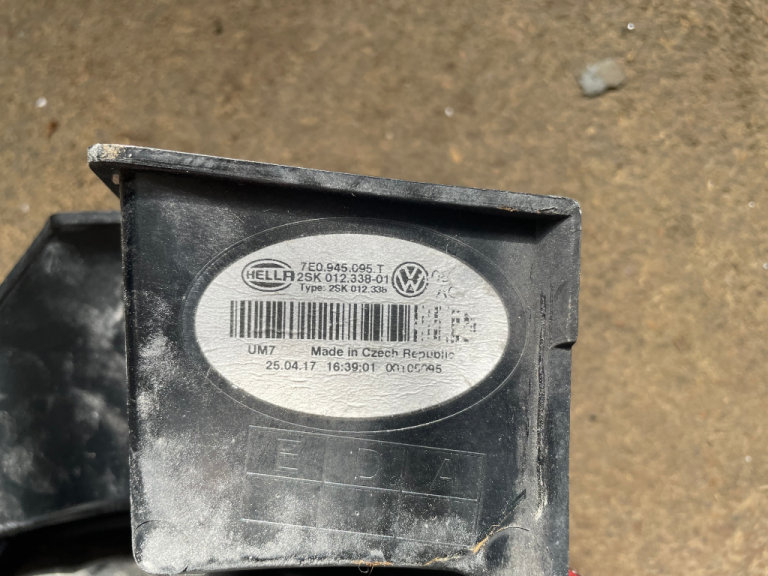 7E0.945.095.T
HELLA 2SK 012.338-01
Type: 2SK 012.338
UM7 Made in Czech Republic
25.04.17 16:39:01
E D A